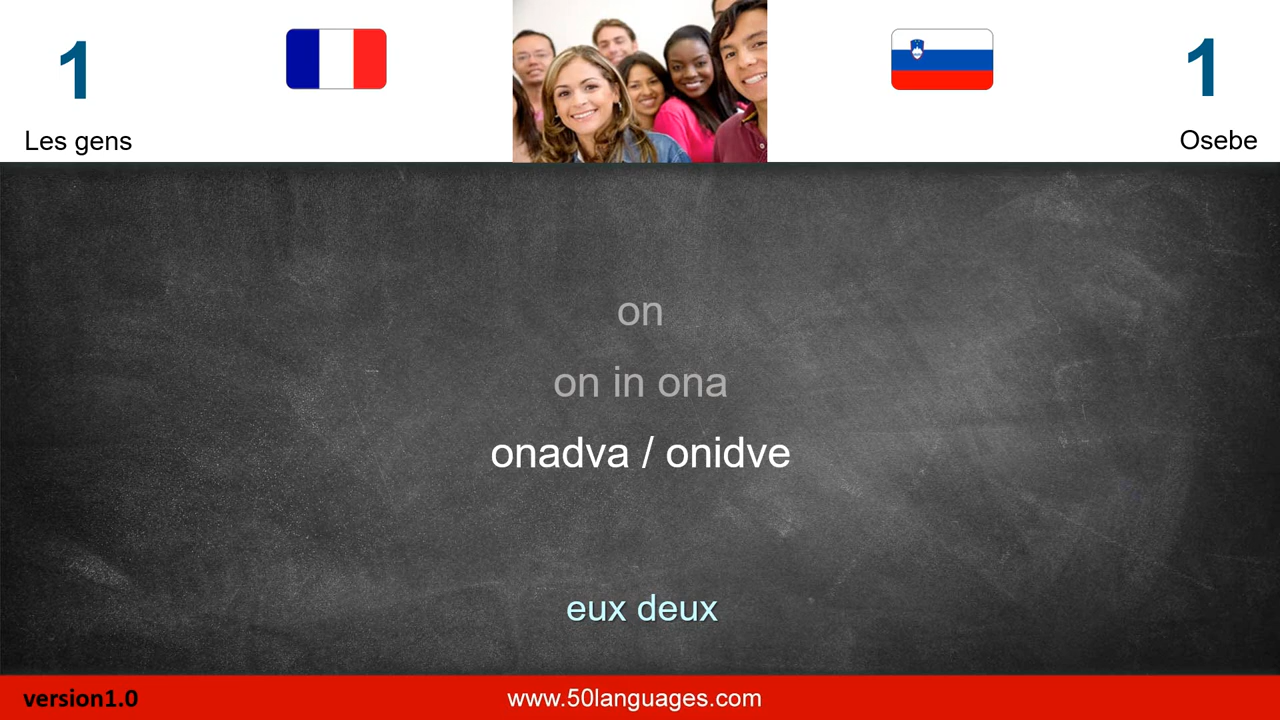 1
1
Les gens
Osebe
on
on in ona
onadva / onidve
eux deux
version1.0
www.50languages.com